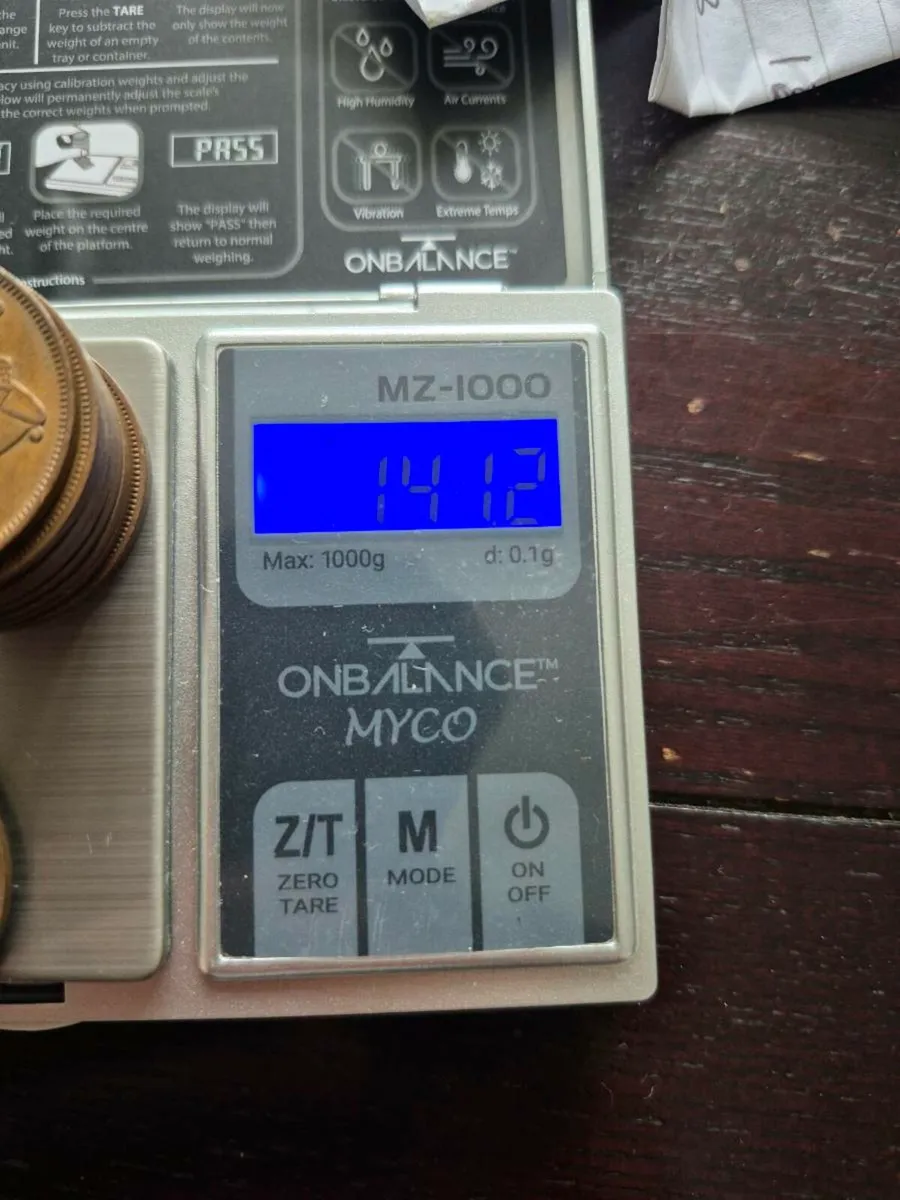 the
ange
nit.
Press the TARE
key to subtract the
weight of an empty
tray or container.
The display will now
only show the weight
of the contents.
acy using calibration weights and adjust the
low will permanently adjust the scale's
the correct weights when prompted.
PASS
ed
ht.
Place the required
weight on the centre
of the platform.
The display will
show "PASS" then
return to normal
weighing.
structions
High Humidity
Air Currents
Vibration
Extreme Temps
ONBALANCE™
MZ-1000
141.2
Max: 1000g
d: 0.1g
ONBALANCE™
MYCO
Z/T
ZERO
TARE
M
MODE
ON
OFF